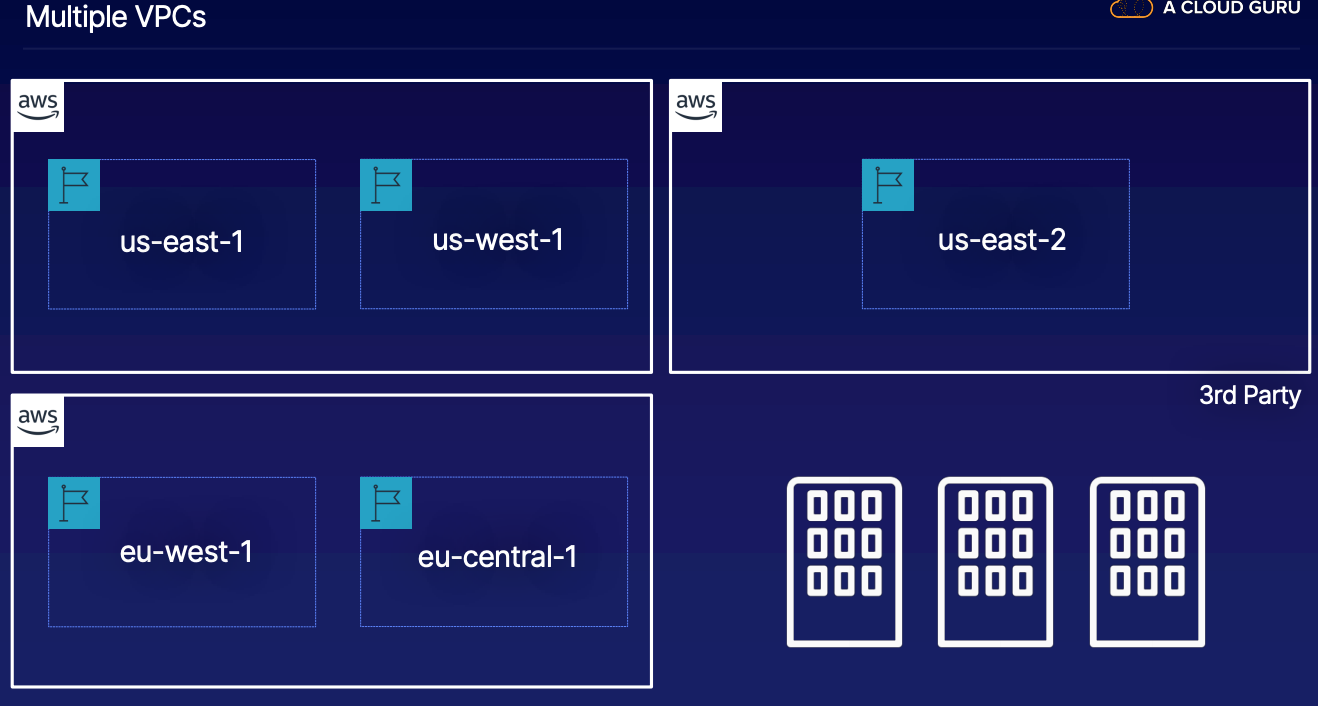 Multiple VPCs
A CLOUD GURU
aws
us-east-1
us-west-1
aws
us-east-2
aws
eu-west-1
eu-central-1
3rd Party